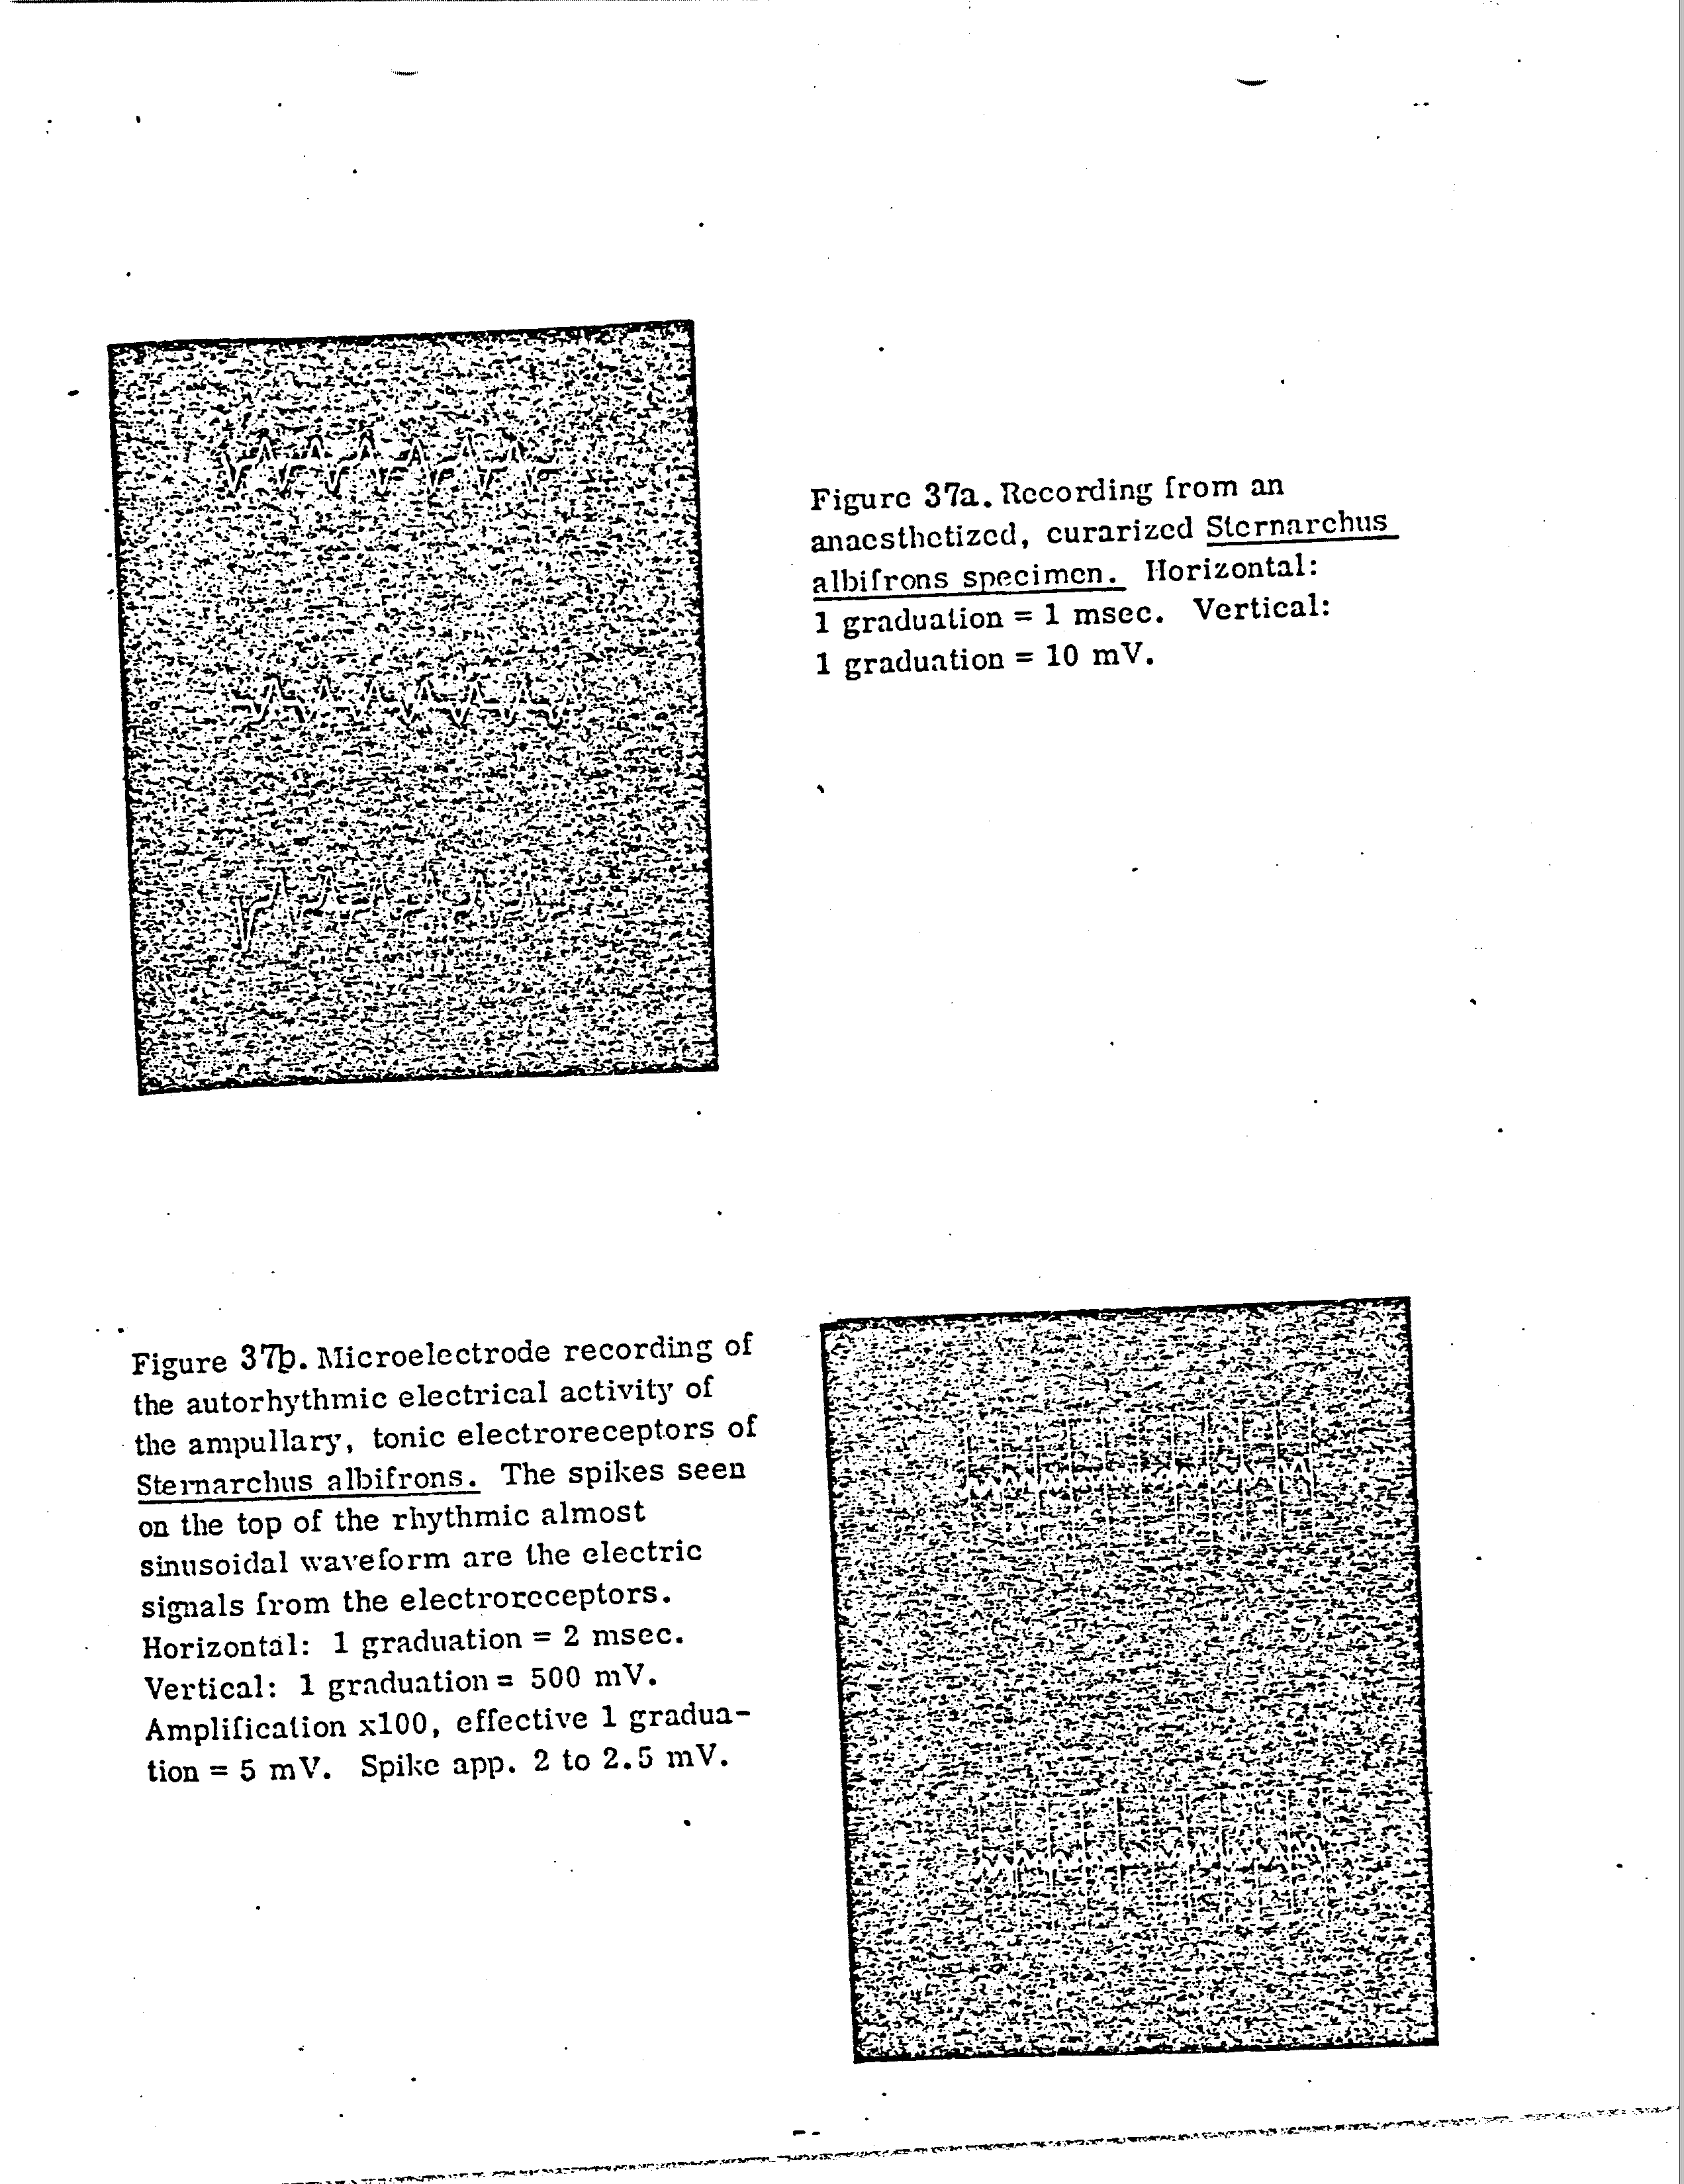 Figure 37a. Recording from an
anaesthetized, curarized Sternarchus
albifrons specimen. Horizontal:
1 graduation = 1 msec. Vertical:
1 graduation = 10 mV.
Figure 37b. Microelectrode recording of
the autorhythmic electrical activity of
the ampullary, tonic electroreceptors of
Sternarchus albifrons. The spikes seen
on the top of the rhythmic almost
sinusoidal waveform are the electric
signals from the electroreceptors.
Horizontal: 1 graduation = 2 msec.
Vertical: 1 graduation = 500 mV.
Amplification x100, effective 1 gradua-
tion = 5 mV. Spike app. 2 to 2.5 mV.